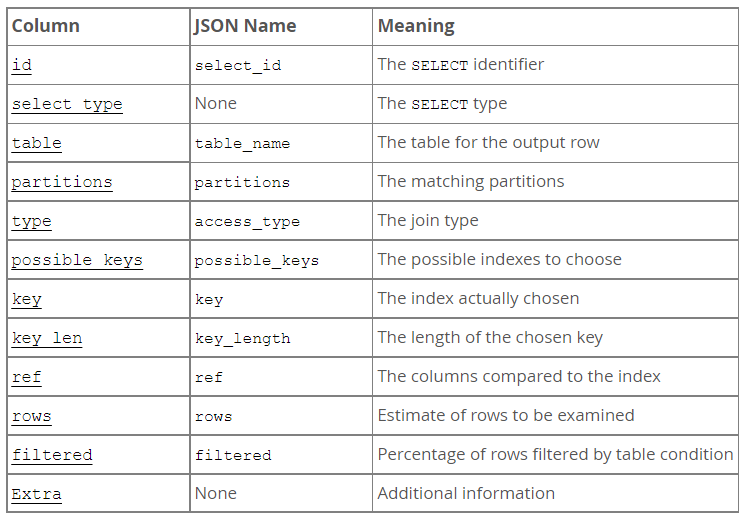 Column JSON Name Meaning
id select_id The SELECT identifier
select_type None The SELECT type
table table_name The table for the output row
partitions partitions The matching partitions
type access_type The join type
possible_keys possible_keys The possible indexes to choose
key key The index actually chosen
key_len key_length The length of the chosen key
ref ref The columns compared to the index
rows rows Estimate of rows to be examined
filtered filtered Percentage of rows filtered by table condition
Extra None Additional information